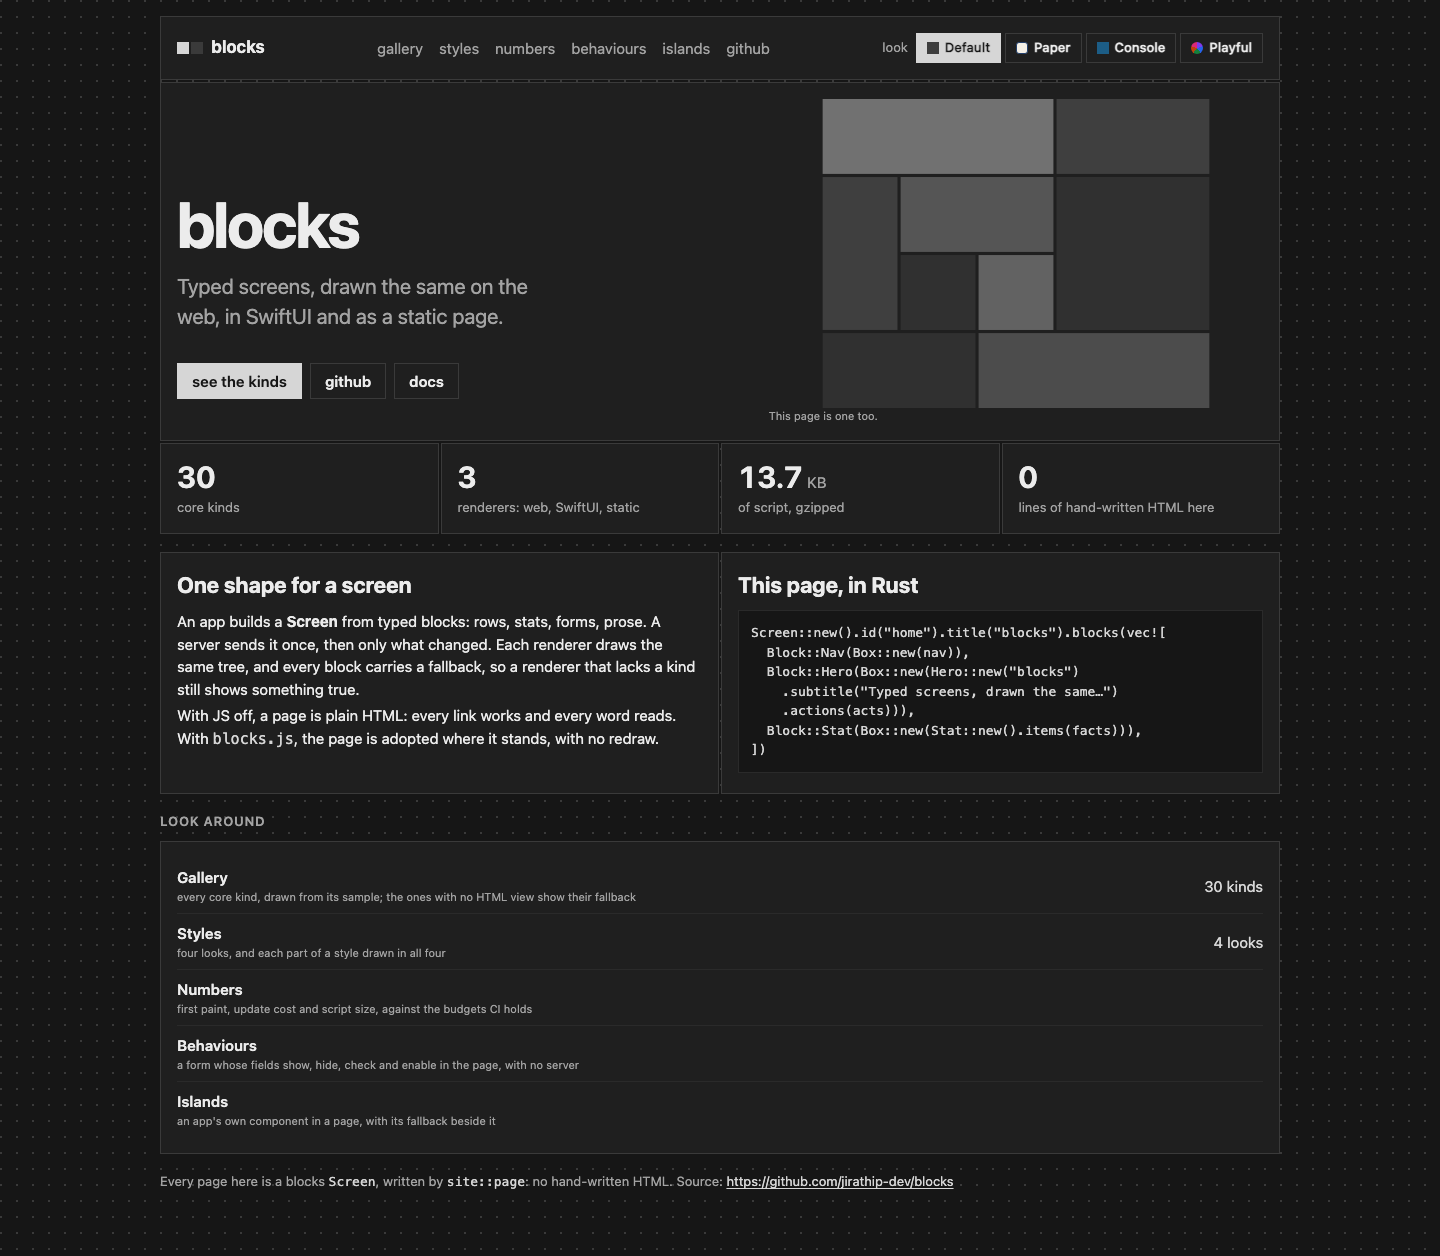 blocks
gallery styles numbers behaviours islands github
look Default Paper Console Playful
blocks
Typed screens, drawn the same on the
web, in SwiftUI and as a static page.
see the kinds github docs
This page is one too.
30
core kinds
3
renderers: web, SwiftUI, static
13.7 KB
of script, gzipped
0
lines of hand-written HTML here
One shape for a screen
An app builds a Screen from typed blocks: rows, stats, forms, prose. A
server sends it once, then only what changed. Each renderer draws the
same tree, and every block carries a fallback, so a renderer that lacks a kind
still shows something true.
With JS off, a page is plain HTML: every link works and every word reads.
With blocks.js, the page is adopted where it stands, with no redraw.
This page, in Rust
Screen::new().id("home").title("blocks").blocks(vec![
  Block::Nav(Box::new(nav)),
  Block::Hero(Box::new(Hero::new("blocks")
    .subtitle("Typed screens, drawn the same…")
    .actions(acts))),
  Block::Stat(Box::new(Stat::new().items(facts))),
])
LOOK AROUND
Gallery
every core kind, drawn from its sample; the ones with no HTML view show their fallback
30 kinds
Styles
four looks, and each part of a style drawn in all four
4 looks
Numbers
first paint, update cost and script size, against the budgets CI holds
Behaviours
a form whose fields show, hide, check and enable in the page, with no server
Islands
an app's own component in a page, with its fallback beside it
Every page here is a blocks Screen, written by site::page: no hand-written HTML. Source: https://github.com/jirathip-dev/blocks